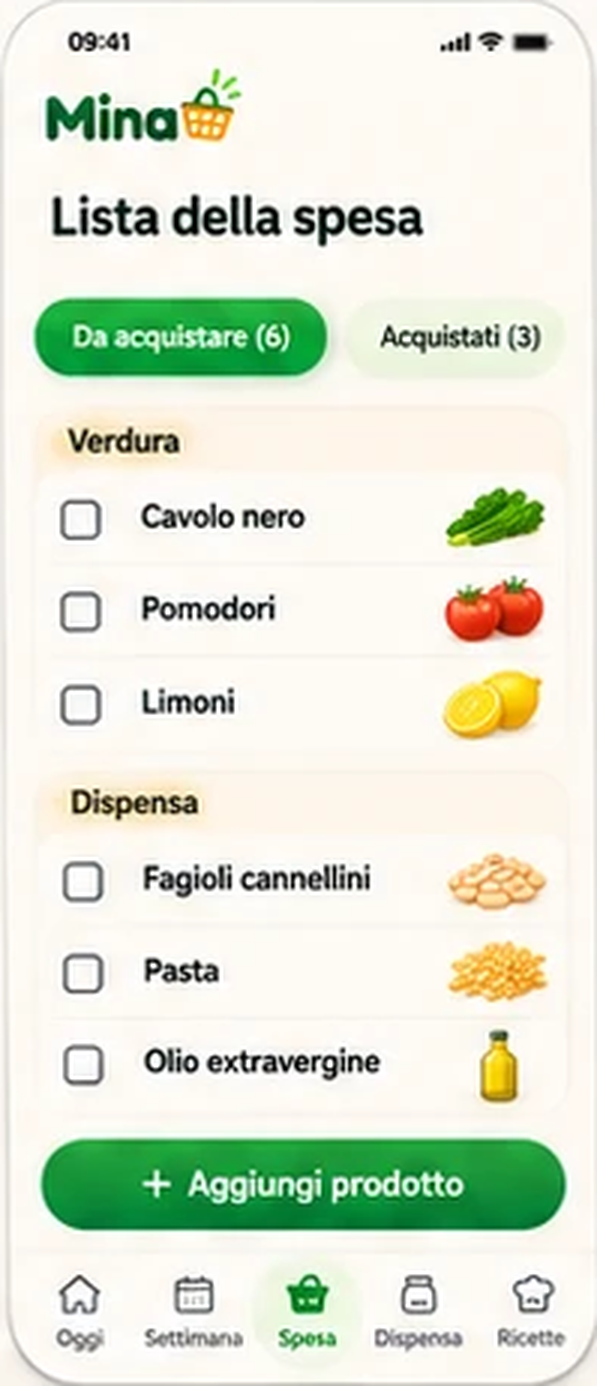 09:41
Mina
Lista della spesa
Da acquistare (6)
Acquistati (3)
Verdura
Cavolo nero
Pomodori
Limoni
Dispensa
Fagioli cannellini
Pasta
Olio extravergine
+ Aggiungi prodotto
Oggi
Settimana
Spesa
Dispensa
Ricette